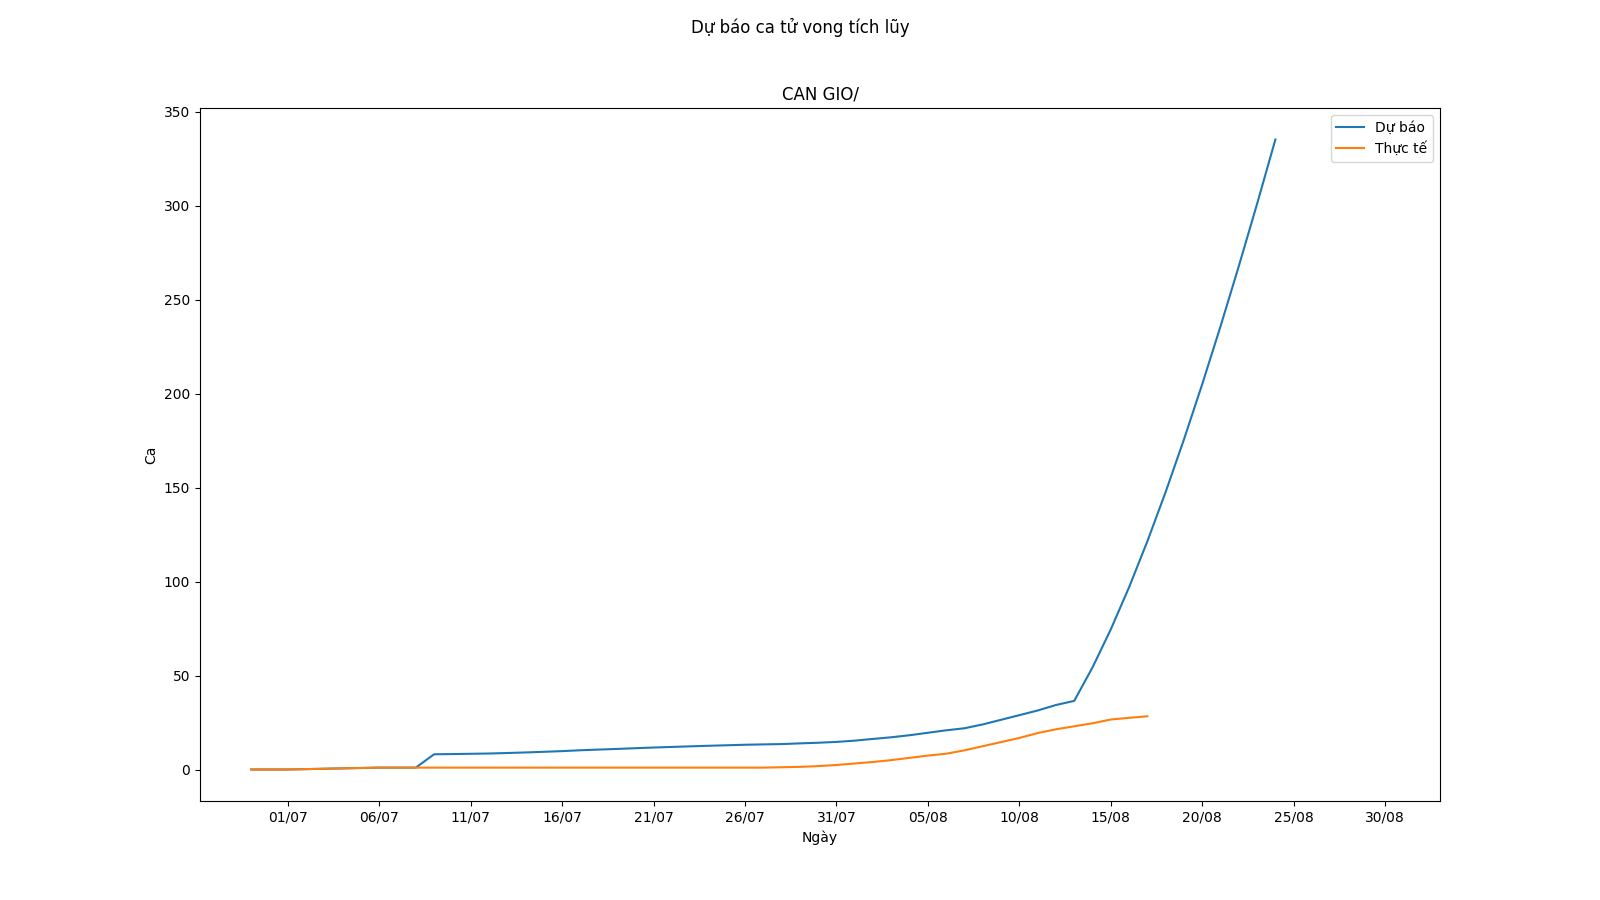 Dự báo ca tử vong tích lũy
CAN GIO/
350
300
250
200
150
100
50
0
Ca
Dự báo
Thực tế
01/07 06/07 11/07 16/07 21/07 26/07 31/07 05/08 10/08 15/08 20/08 25/08 30/08
Ngày